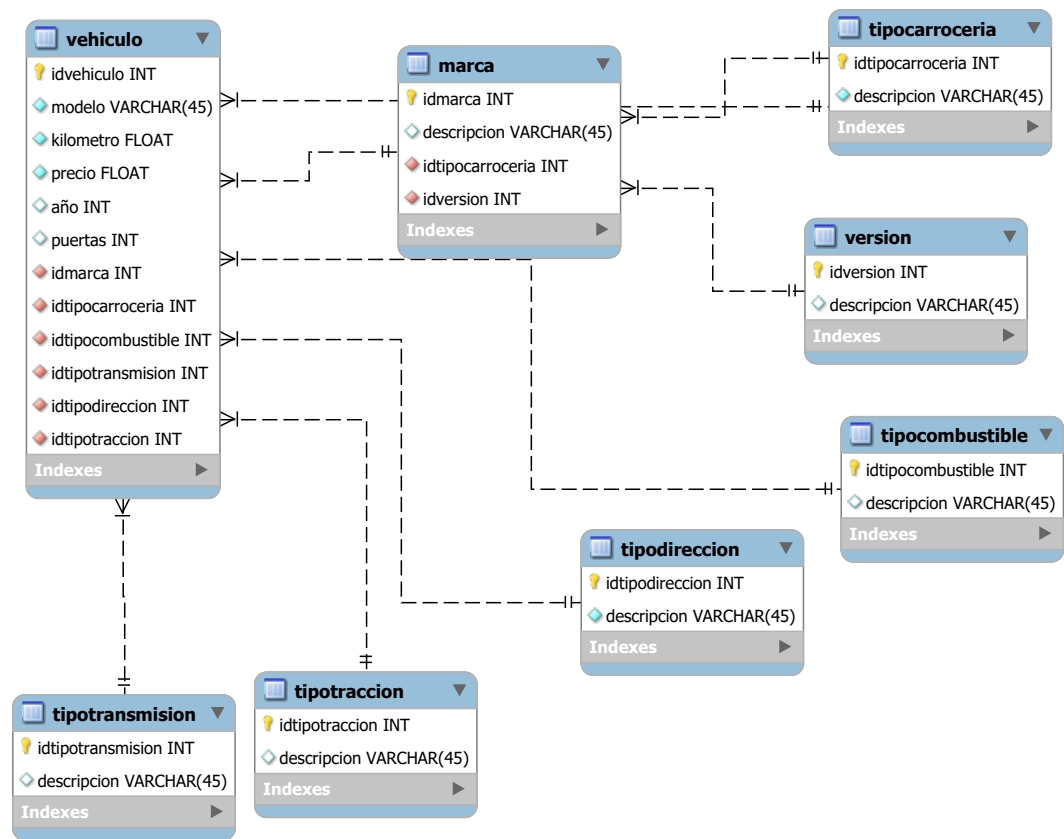 vehiculo
idvehiculo INT
modelo VARCHAR(45)
kilometro FLOAT
precio FLOAT
año INT
puertas INT
idmarca INT
idtipocarroceria INT
idtipocombustible INT
idtipotransmision INT
idtipodireccion INT
idtipotraccion INT
Indexes
marca
idmarca INT
descripcion VARCHAR(45)
idtipocarroceria INT
idversion INT
Indexes
tipocarroceria
idtipocarroceria INT
descripcion VARCHAR(45)
Indexes
version
idversion INT
descripcion VARCHAR(45)
Indexes
tipocombustible
idtipocombustible INT
descripcion VARCHAR(45)
Indexes
tipodireccion
idtipodireccion INT
descripcion VARCHAR(45)
Indexes
tipotraccion
idtipotraccion INT
descripcion VARCHAR(45)
Indexes
tipotransmision
idtipotransmision INT
descripcion VARCHAR(45)
Indexes